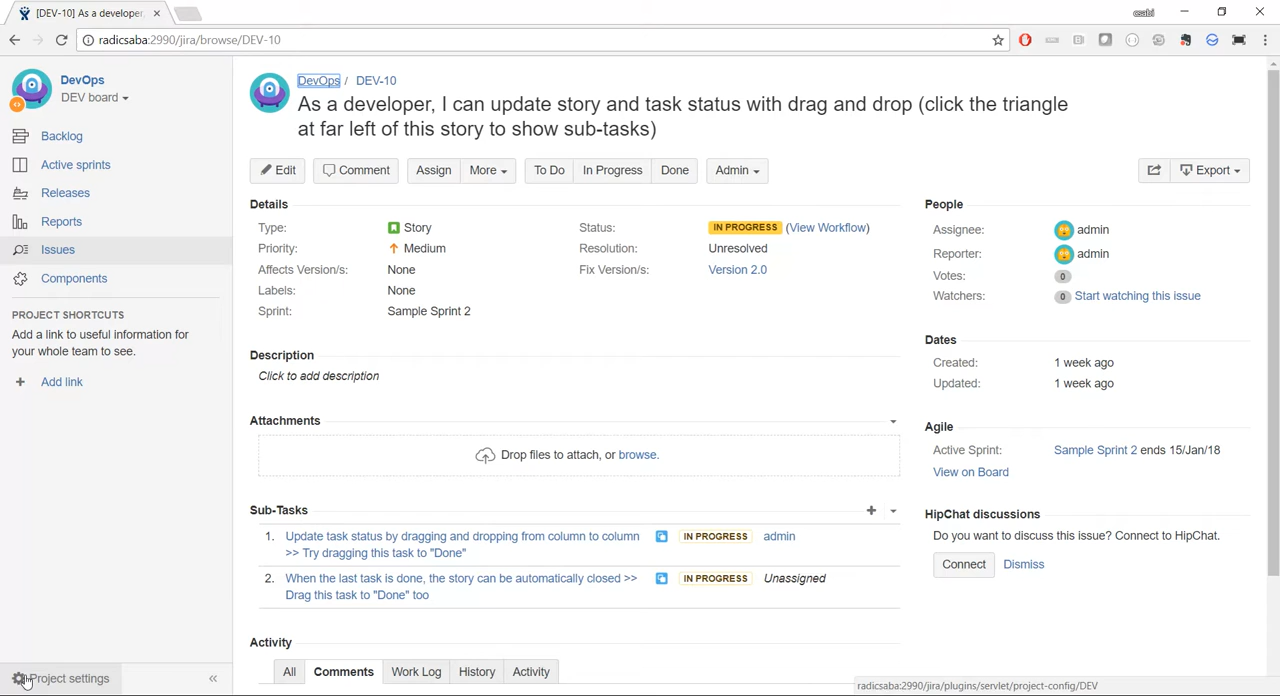 [DEV-10] As a developer,
csabi
radicsaba:2990/jira/browse/DEV-10
DevOps
DEV board
Backlog
Active sprints
Releases
Reports
Issues
Components
PROJECT SHORTCUTS
Add a link to useful information for
your whole team to see.
Add link
Project settings
DevOps / DEV-10
As a developer, I can update story and task status with drag and drop (click the triangle
at far left of this story to show sub-tasks)
Edit Comment Assign More To Do In Progress Done Admin Export
Details
Type: Story
Status: IN PROGRESS (View Workflow)
Priority: Medium
Resolution: Unresolved
Affects Version/s: None
Fix Version/s: Version 2.0
Labels: None
Sprint: Sample Sprint 2
Description
Click to add description
Attachments
Drop files to attach, or browse.
Sub-Tasks
1. Update task status by dragging and dropping from column to column IN PROGRESS admin
>> Try dragging this task to "Done"
2. When the last task is done, the story can be automatically closed >> IN PROGRESS Unassigned
Drag this task to "Done" too
Activity
All Comments Work Log History Activity
People
Assignee: admin
Reporter: admin
Votes: 0
Watchers: 0 Start watching this issue
Dates
Created: 1 week ago
Updated: 1 week ago
Agile
Active Sprint: Sample Sprint 2 ends 15/Jan/18
View on Board
HipChat discussions
Do you want to discuss this issue? Connect to HipChat.
Connect Dismiss
radicsaba:2990/jira/plugins/servlet/project-config/DEV